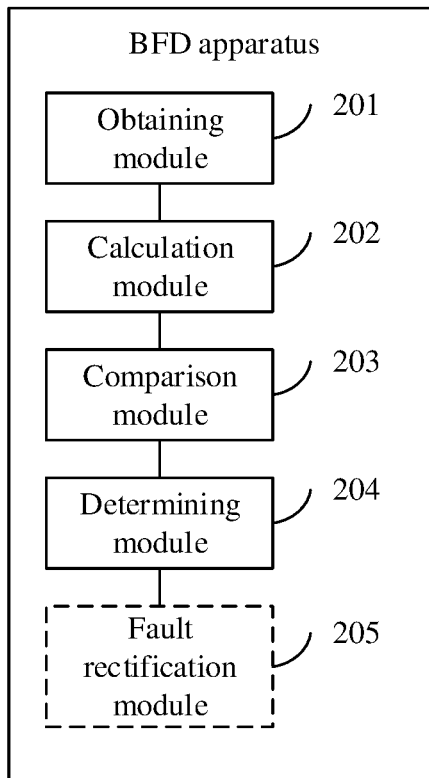 BFD apparatus
Obtaining
module
201
Calculation
module
202
Comparison
module
203
Determining
module
204
Fault
rectification
module
205